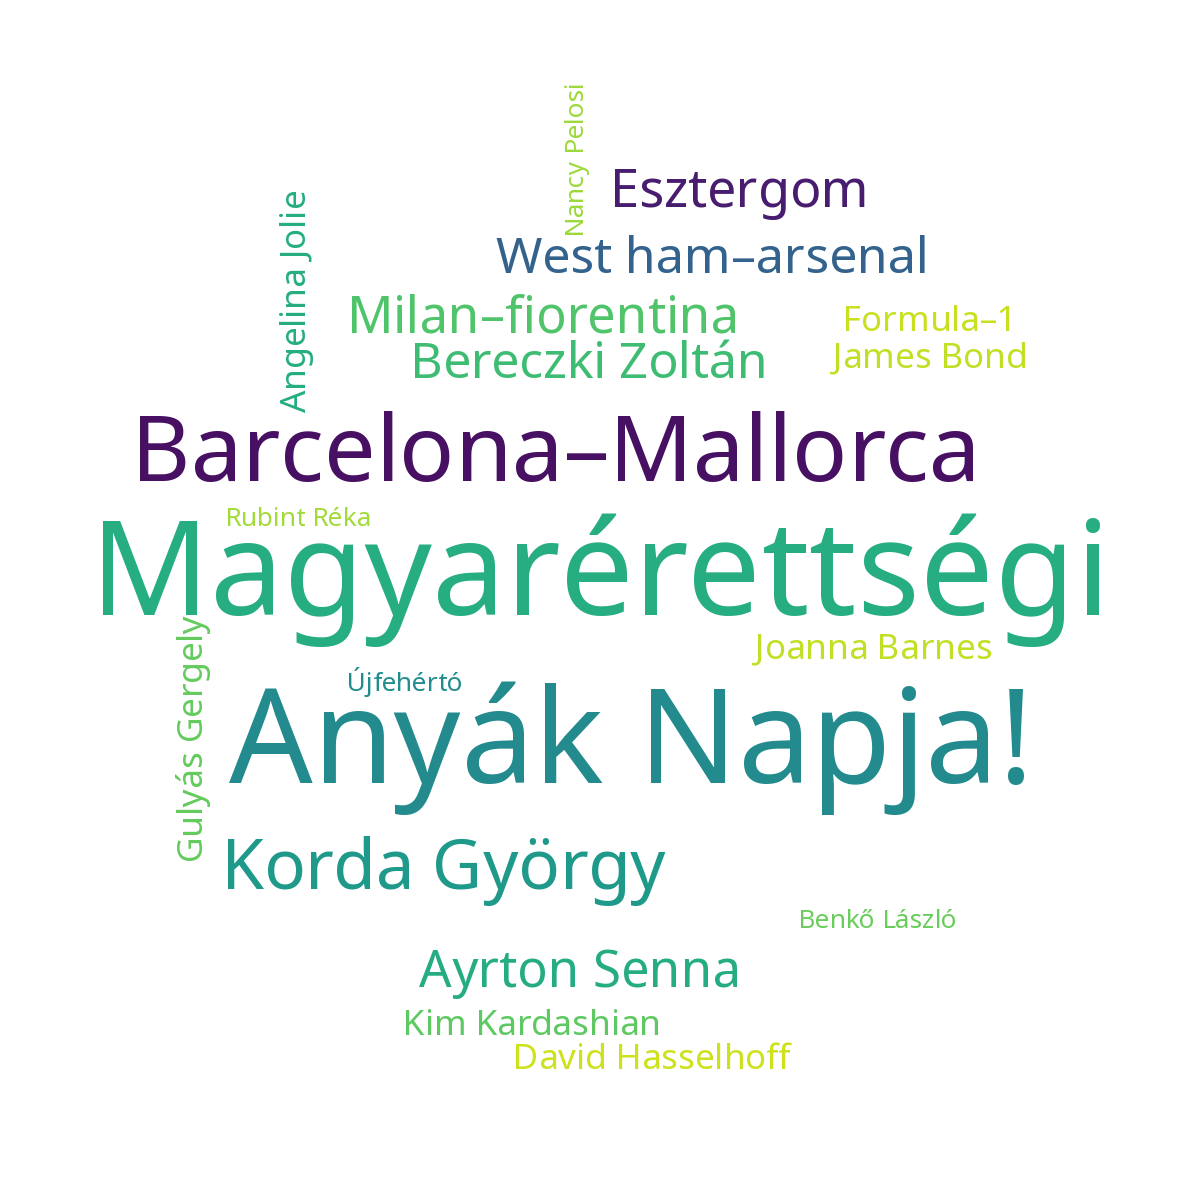 Nancy Pelosi
Esztergom
Angelina Jolie
West ham–arsenal
Milan–fiorentina
Formula–1
Bereczki Zoltán
James Bond
Barcelona–Mallorca
Rubint Réka
Magyarérettségi
Gulyás Gergely
Joanna Barnes
Újfehértó
Anyák Napja!
Korda György
Benkő László
Ayrton Senna
Kim Kardashian
David Hasselhoff